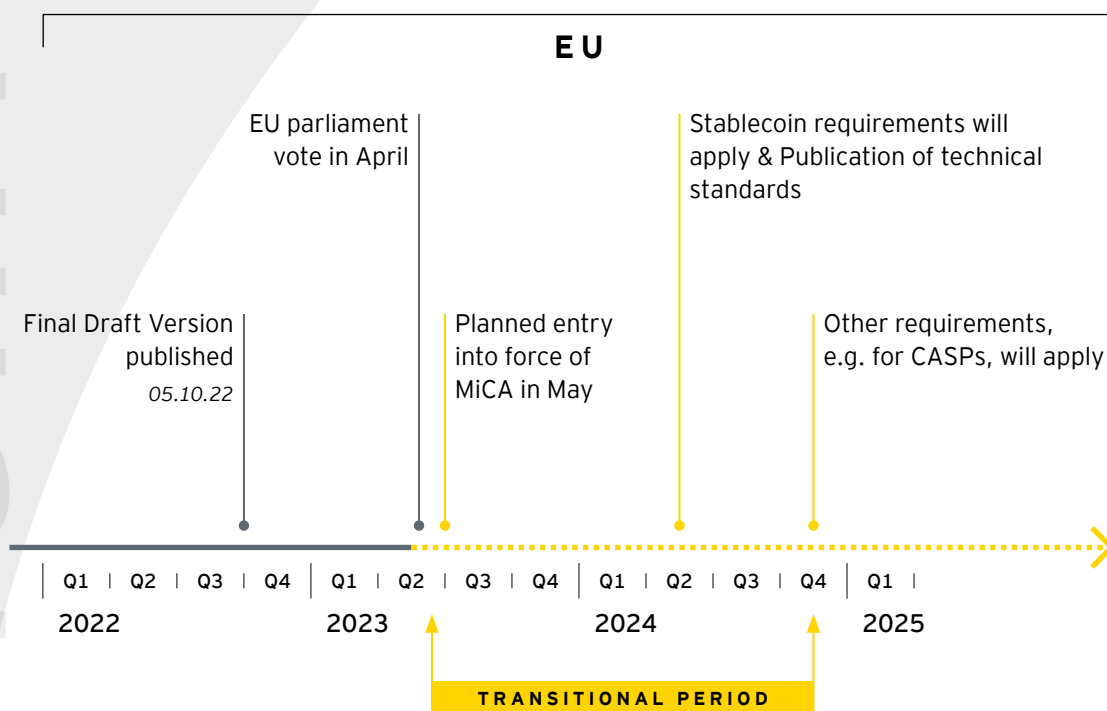 EU
EU parliament
vote in April
Stablecoin requirements will
apply & Publication of technical
standards
Final Draft Version
published
05.10.22
Planned entry
into force of
MiCA in May
Other requirements,
e.g. for CASPs, will apply
Q1 Q2 Q3 Q4 Q1 Q2 Q3 Q4 Q1 Q2 Q3 Q4 Q1
2022 2023 2024 2025
TRANSITIONAL PERIOD